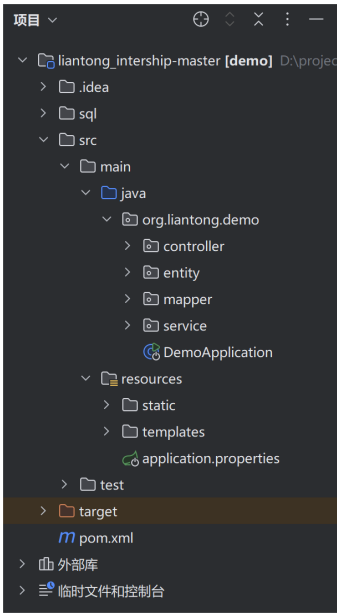 项目
liantong_intership-master [demo] D:\projec
.idea
sql
src
main
java
org.liantong.demo
controller
entity
mapper
service
DemoApplication
resources
static
templates
application.properties
test
target
m pom.xml
外部库
临时文件和控制台